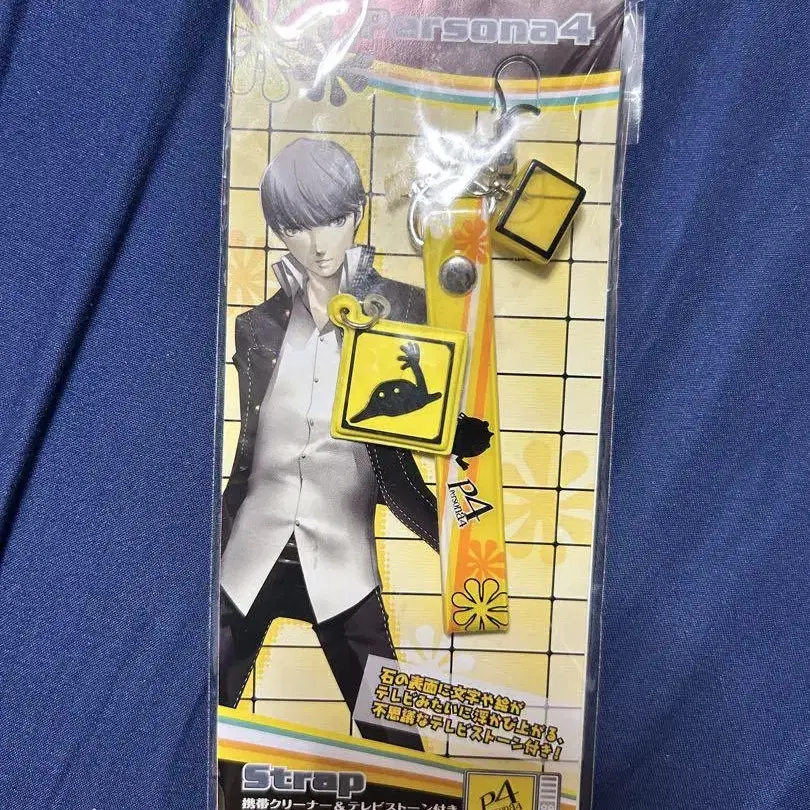 Persona4
P4
PERSONA4
石の表面に文字や絵が
テレビみたいに浮かび上がる、
不思議なテレビストーン付き!
Strap
携帯クリーナー&テレビストーン付き
P4